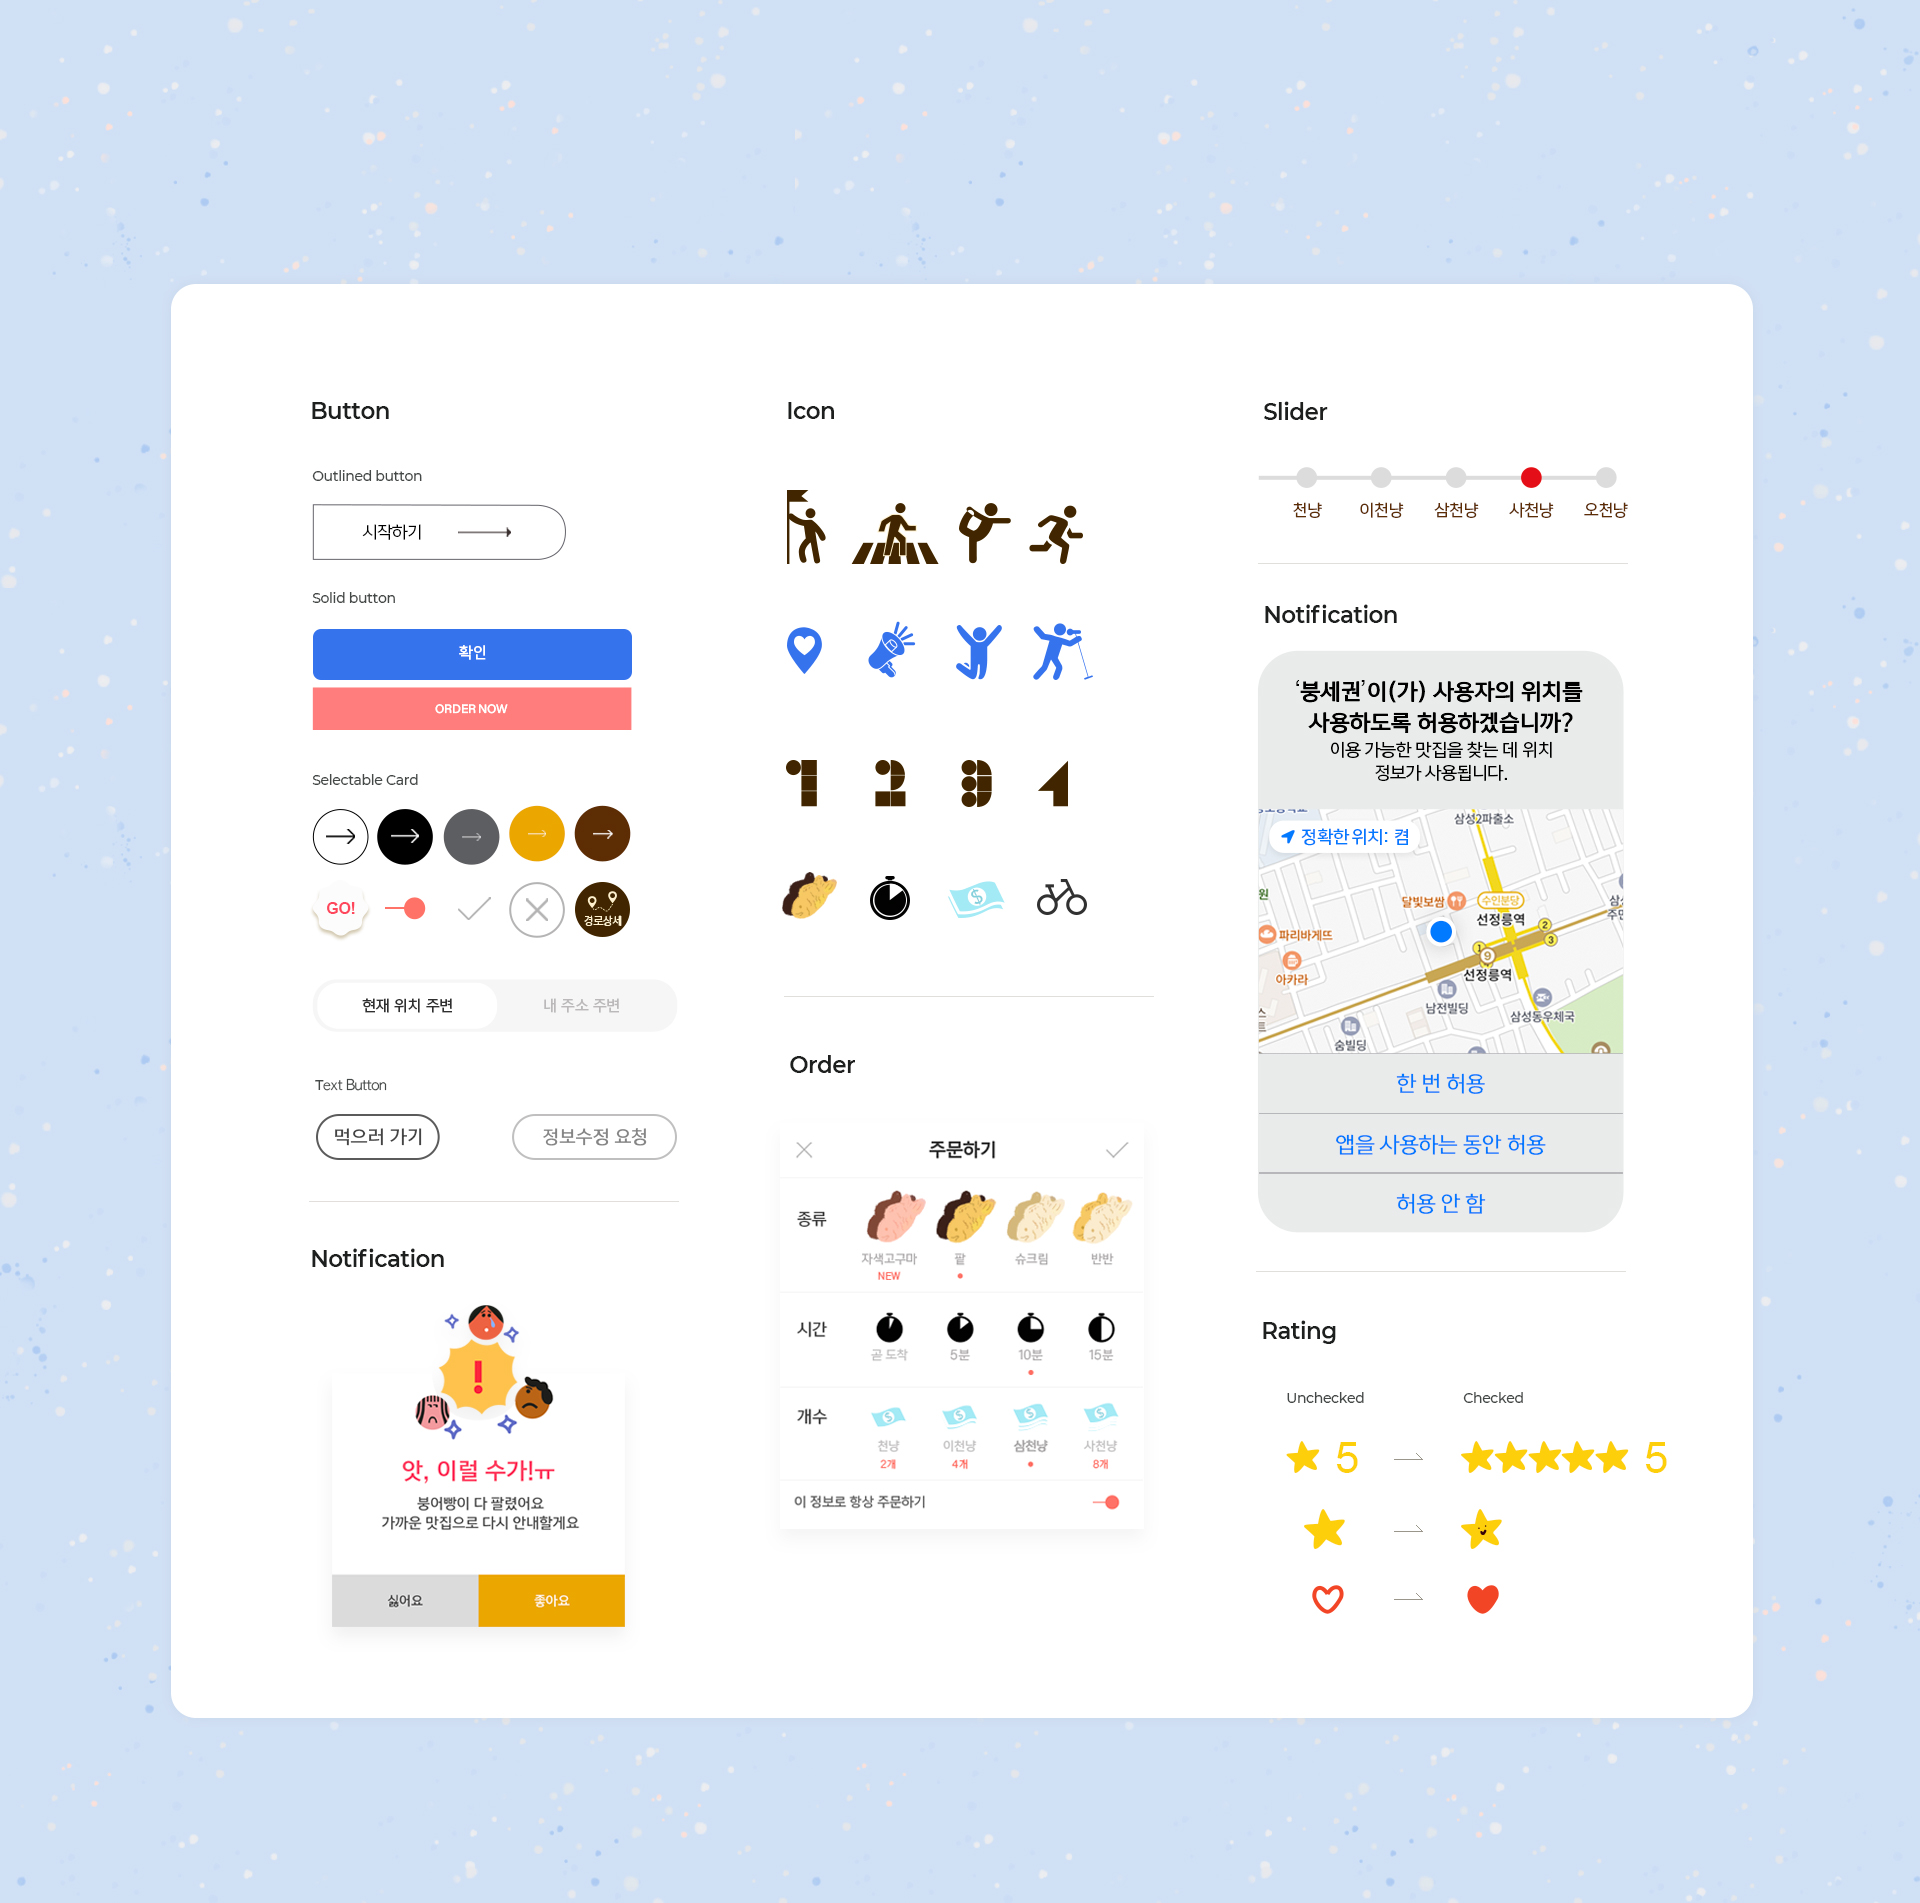 Button
Outlined button
시작하기
Solid button
확인
ORDER NOW
Selectable Card
GO!
경로상세
현재 위치 주변
내 주소 주변
Text Button
먹으러 가기
정보수정 요청
Notification
!
앗, 이럴 수가!ㅠ
붕어빵이 다 팔렸어요
가까운 맛집으로 다시 안내할게요
싫어요
좋아요
Icon
1 2 3 4
Order
주문하기
종류
자색고구마 팥 슈크림 반반
NEW
시간
곧 도착 5분 10분 15분
개수
천냥 이천냥 삼천냥 사천냥
2개 4개 8개
이 정보로 항상 주문하기
Slider
천냥 이천냥 삼천냥 사천냥 오천냥
Notification
‘붕세권’이(가) 사용자의 위치를
사용하도록 허용하겠습니까?
이용 가능한 맛집을 찾는 데 위치
정보가 사용됩니다.
삼성2파출소
정확한 위치: 켬
원
달빛보쌈
수인분당
선정릉역
파리바게뜨
1 2 3
9
선정릉역
아카라
남전빌딩
삼성동우체국
숨빌딩
한 번 허용
앱을 사용하는 동안 허용
허용 안 함
Rating
Unchecked
Checked
5
5